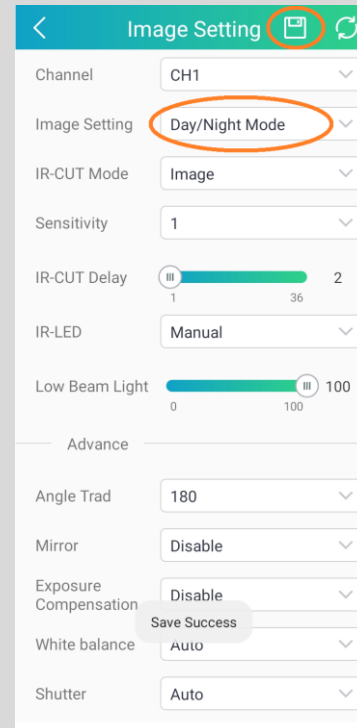 Image Setting
Channel CH1
Image Setting Day/Night Mode
IR-CUT Mode Image
Sensitivity 1
IR-CUT Delay 2
1 36
IR-LED Manual
Low Beam Light 100
0 100
Advance
Angle Trad 180
Mirror Disable
Exposure
Compensation Disable
Save Success
White balance Auto
Shutter Auto